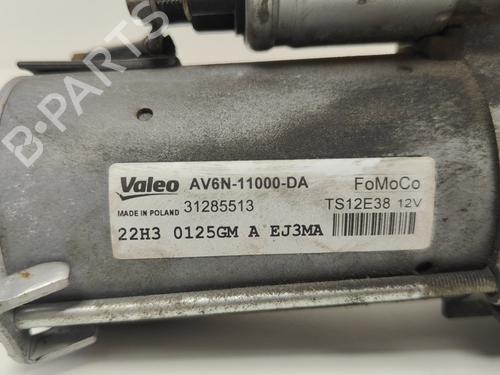 B-PARTS
Valeo AV6N-11000-DA FoMoCo
MADE IN POLAND 31285513 TS12E38 12V
22H3 0125GM A EJ3MA